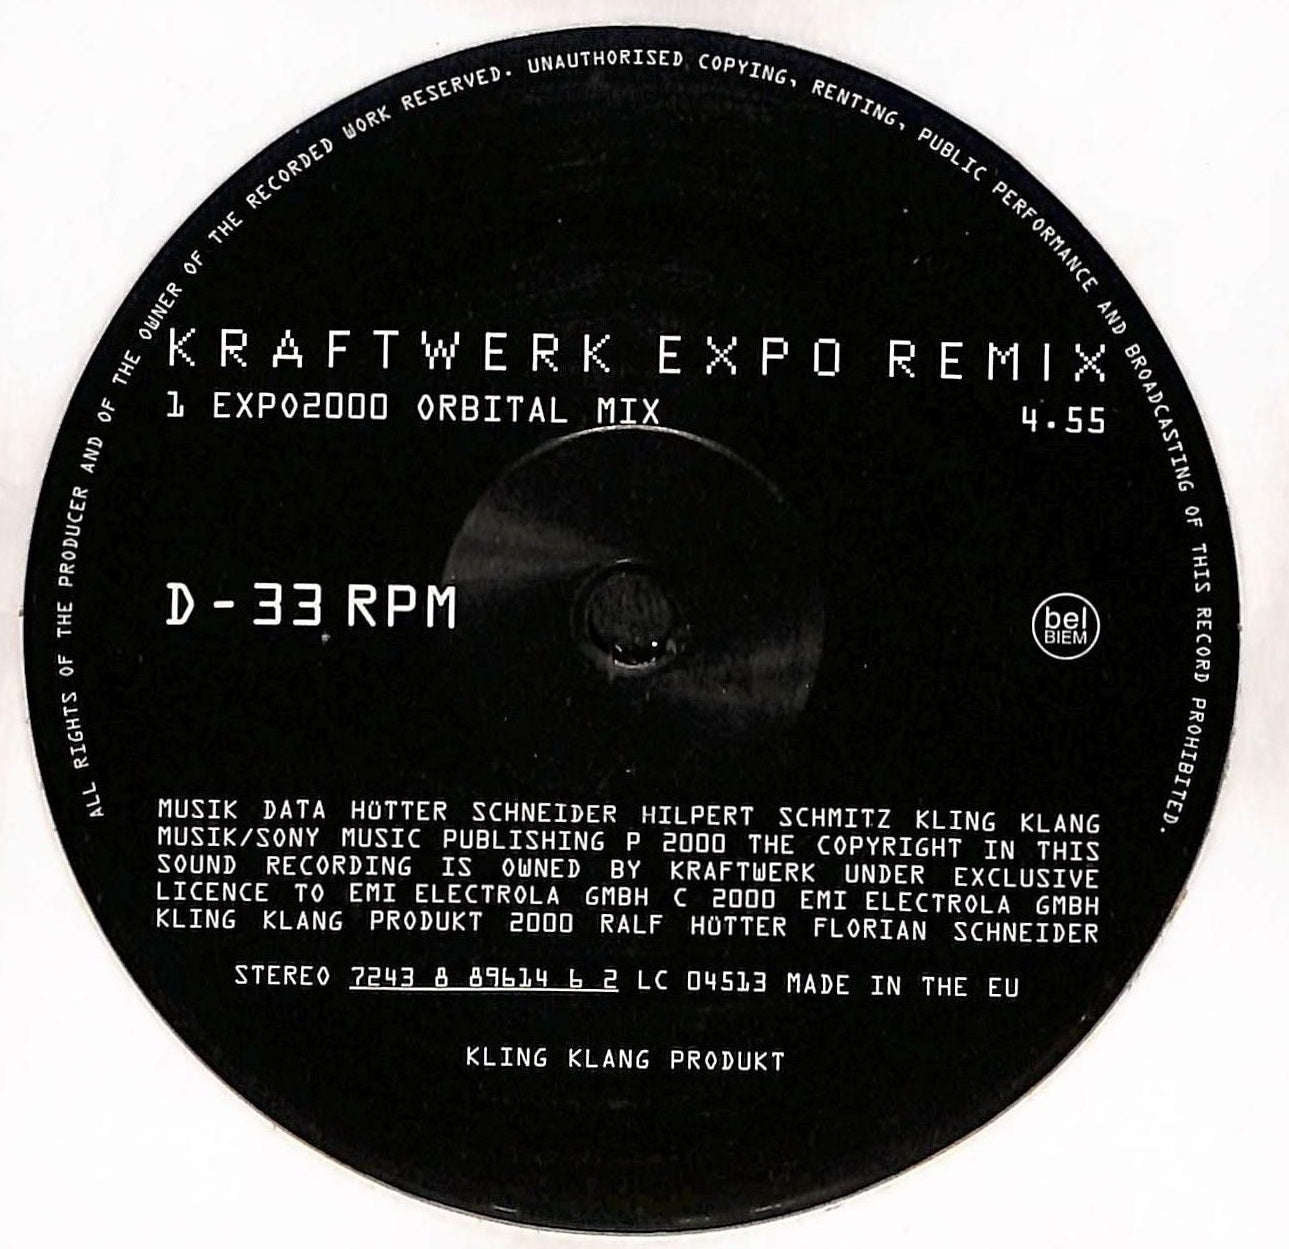 ALL RIGHTS OF THE PRODUCER AND OF THE OWNER OF THE RECORDED WORK RESERVED. UNAUTHORISED COPYING, RENTING, PUBLIC PERFORMANCE AND BROADCASTING OF THIS RECORD PROHIBITED.
KRAFTWERK EXPO REMIX
1 EXPO2000 ORBITAL MIX 4.55
D-33 RPM
bel
BIEM
MUSIK DATA HÜTTER SCHNEIDER HILPERT SCHMITZ KLING KLANG
MUSIK/SONY MUSIC PUBLISHING P 2000 THE COPYRIGHT IN THIS
SOUND RECORDING IS OWNED BY KRAFTWERK UNDER EXCLUSIVE
LICENCE TO EMI ELECTROLA GMBH C 2000 EMI ELECTROLA GMBH
KLING KLANG PRODUKT 2000 RALF HÜTTER FLORIAN SCHNEIDER
STEREO 7243 8 89614 6 2 LC 04513 MADE IN THE EU
KLING KLANG PRODUKT